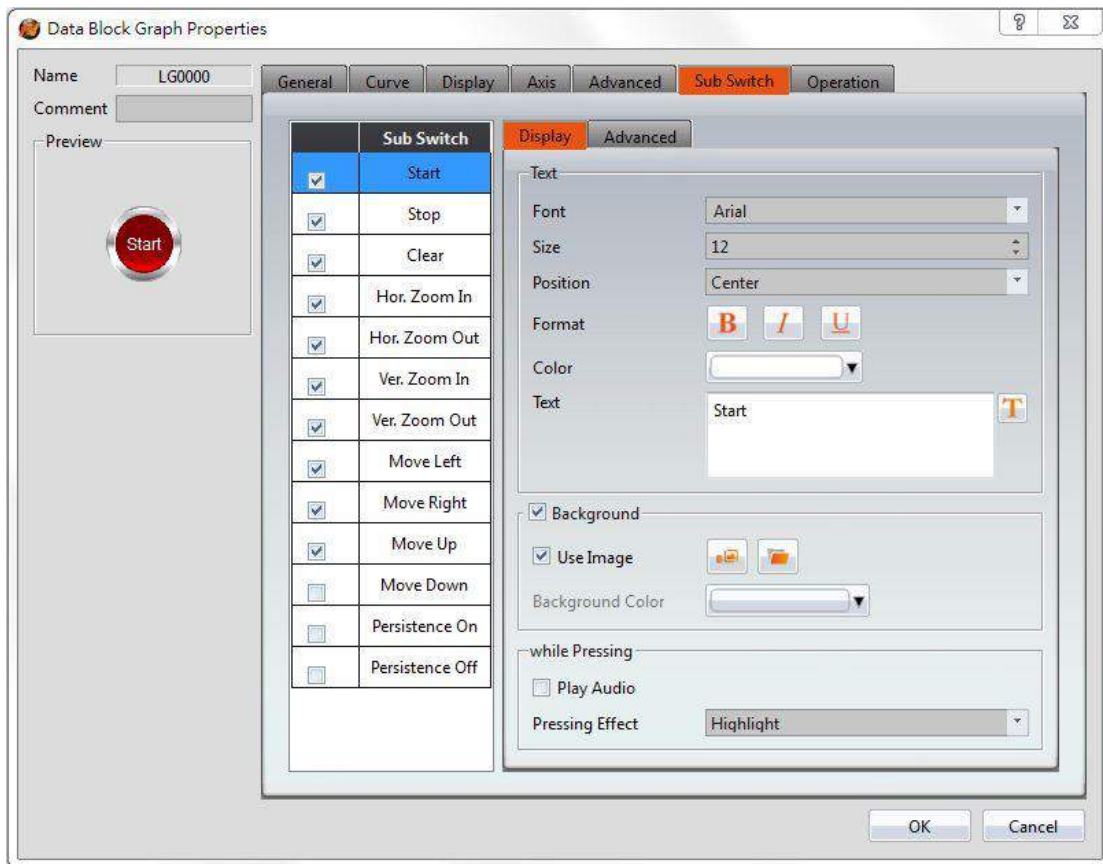 Data Block Graph Properties
Name LG0000
Comment
Preview
Start
General Curve Display Axis Advanced Sub Switch Operation
Sub Switch
Start
Stop
Clear
Hor. Zoom In
Hor. Zoom Out
Ver. Zoom In
Ver. Zoom Out
Move Left
Move Right
Move Up
Move Down
Persistence On
Persistence Off
Display Advanced
Text
Font Arial
Size 12
Position Center
Format B I U
Color
Text Start T
Background
Use Image
Background Color
while Pressing
Play Audio
Pressing Effect Highlight
OK Cancel